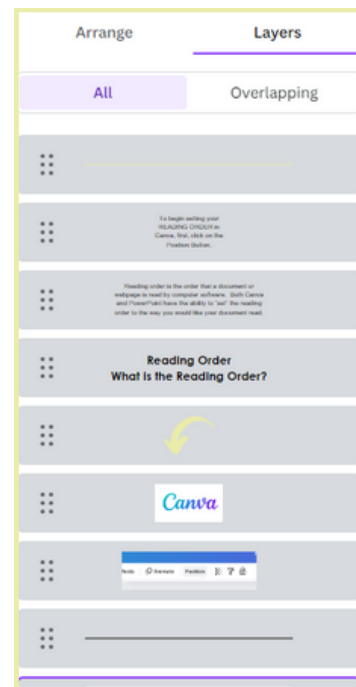 Arrange Layers
All Overlapping
To begin setting your
READING ORDER in
Canva, first, click on the
Position Button.
Reading order is the order that a document or
webpage is read by computer software. Both Canva
and PowerPoint have the ability to "set" the reading
order to the way you would like your document read.
Reading Order
What is the Reading Order?
Canva
Animate Position